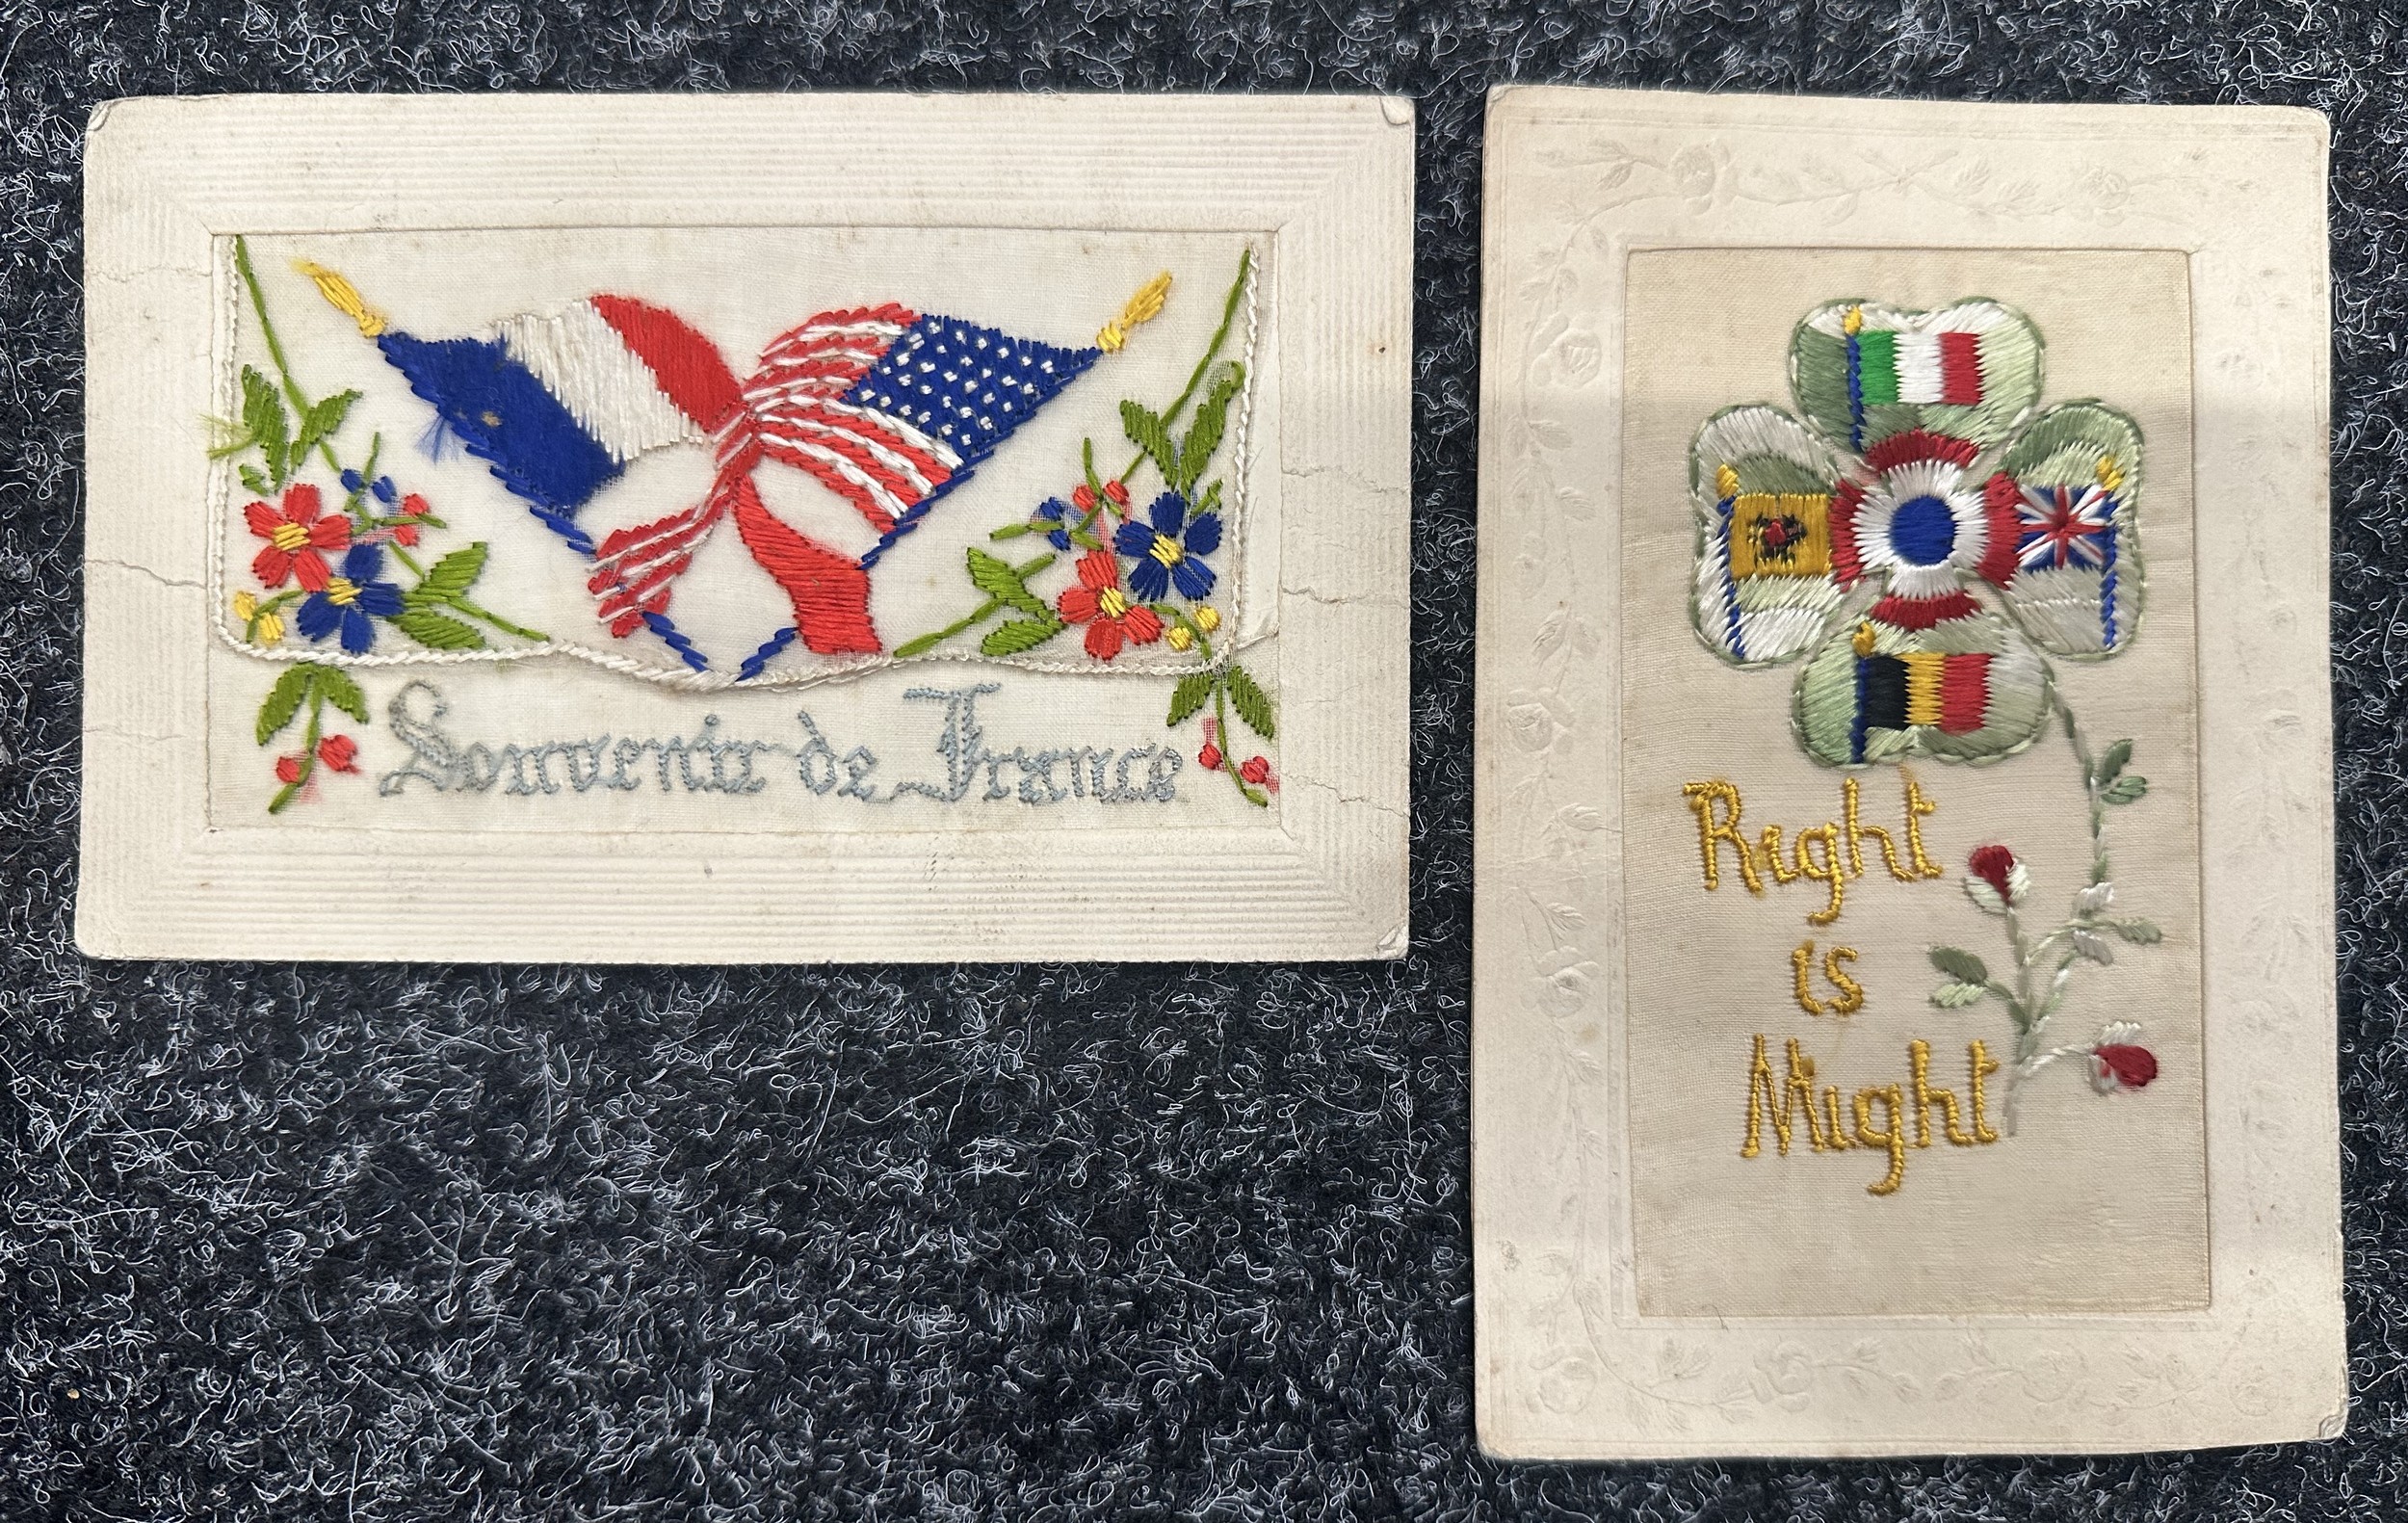 Souvenir de France
Right
is
Might